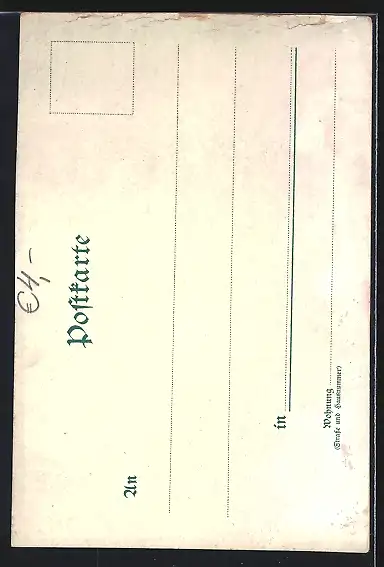 €4,-
Postkarte
An
in
Wohnung
(Straße und Hausnummer)